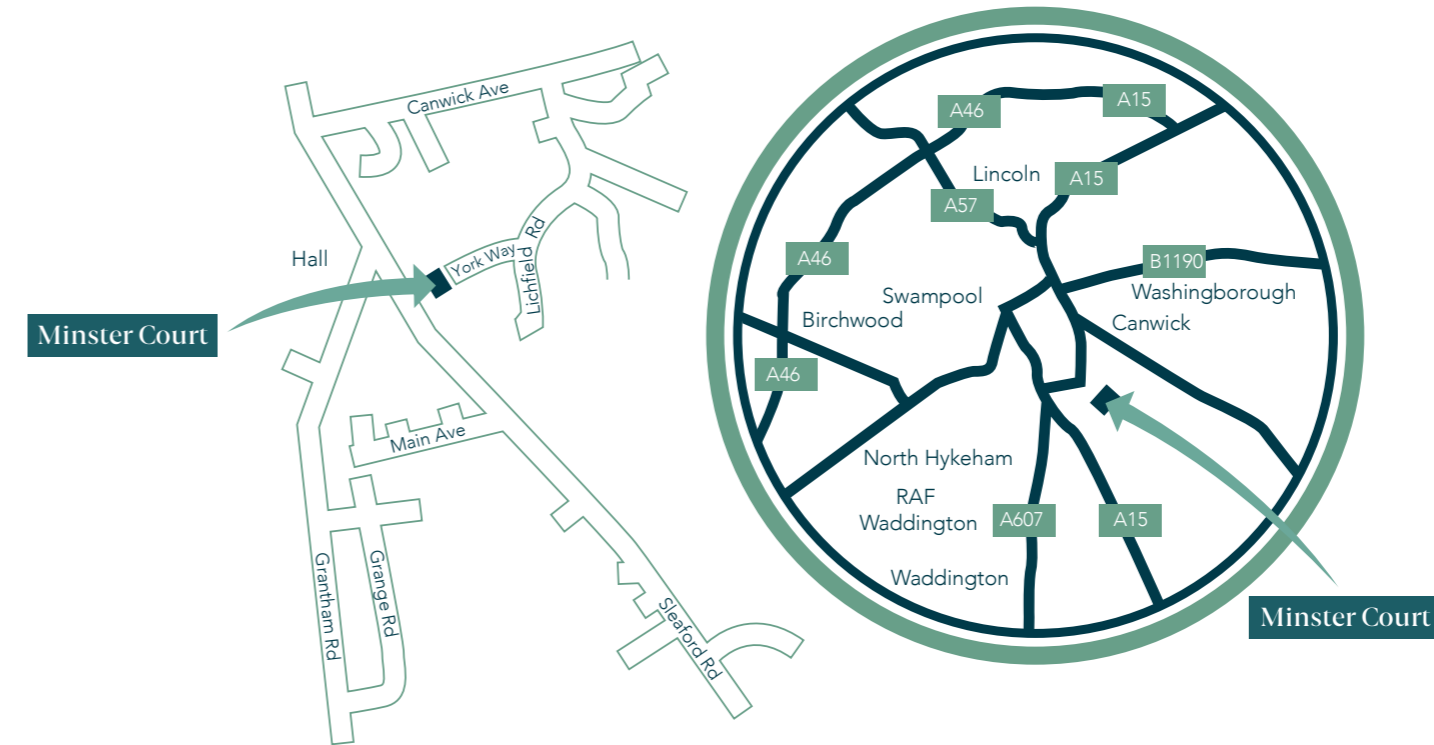 Canwick Ave
Hall
York Way
Lichfield Rd
Minster Court
Main Ave
Grantham Rd
Grange Rd
Sleaford Rd
A46
A15
Lincoln
A15
A57
A46
B1190
Washingborough
Swampool
Birchwood
Canwick
A46
North Hykeham
RAF
Waddington
A607
A15
Waddington
Minster Court